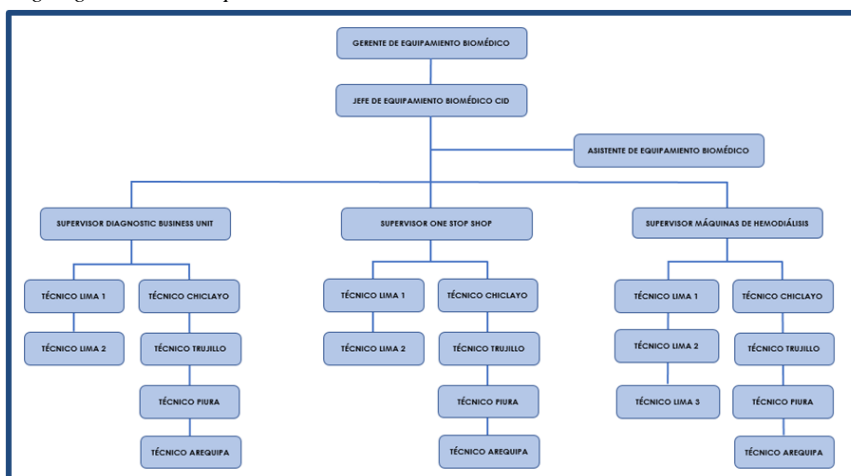 GERENTE DE EQUIPAMIENTO BIOMÉDICO
JEFE DE EQUIPAMIENTO BIOMÉDICO CID
ASISTENTE DE EQUIPAMIENTO BIOMÉDICO
SUPERVISOR DIAGNOSTIC BUSINESS UNIT
SUPERVISOR ONE STOP SHOP
SUPERVISOR MÁQUINAS DE HEMODIÁLISIS
TÉCNICO LIMA 1
TÉCNICO CHICLAYO
TÉCNICO LIMA 1
TÉCNICO CHICLAYO
TÉCNICO LIMA 1
TÉCNICO CHICLAYO
TÉCNICO LIMA 2
TÉCNICO TRUJILLO
TÉCNICO LIMA 2
TÉCNICO TRUJILLO
TÉCNICO LIMA 2
TÉCNICO TRUJILLO
TÉCNICO PIURA
TÉCNICO PIURA
TÉCNICO LIMA 3
TÉCNICO PIURA
TÉCNICO AREQUIPA
TÉCNICO AREQUIPA
TÉCNICO AREQUIPA